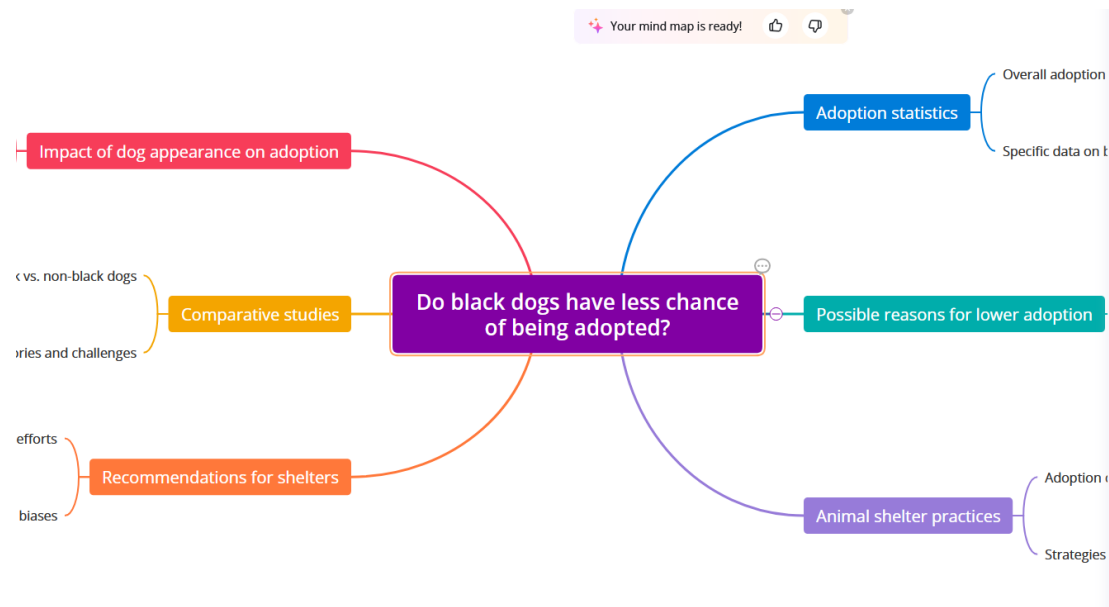 Your mind map is ready!
Overall adoption
Adoption statistics
Specific data on
Impact of dog appearance on adoption
vs. non-black dogs
Comparative studies
and challenges
Do black dogs have less chance
of being adopted?
Possible reasons for lower adoption
efforts
Recommendations for shelters
biases
Adoption
Animal shelter practices
Strategies